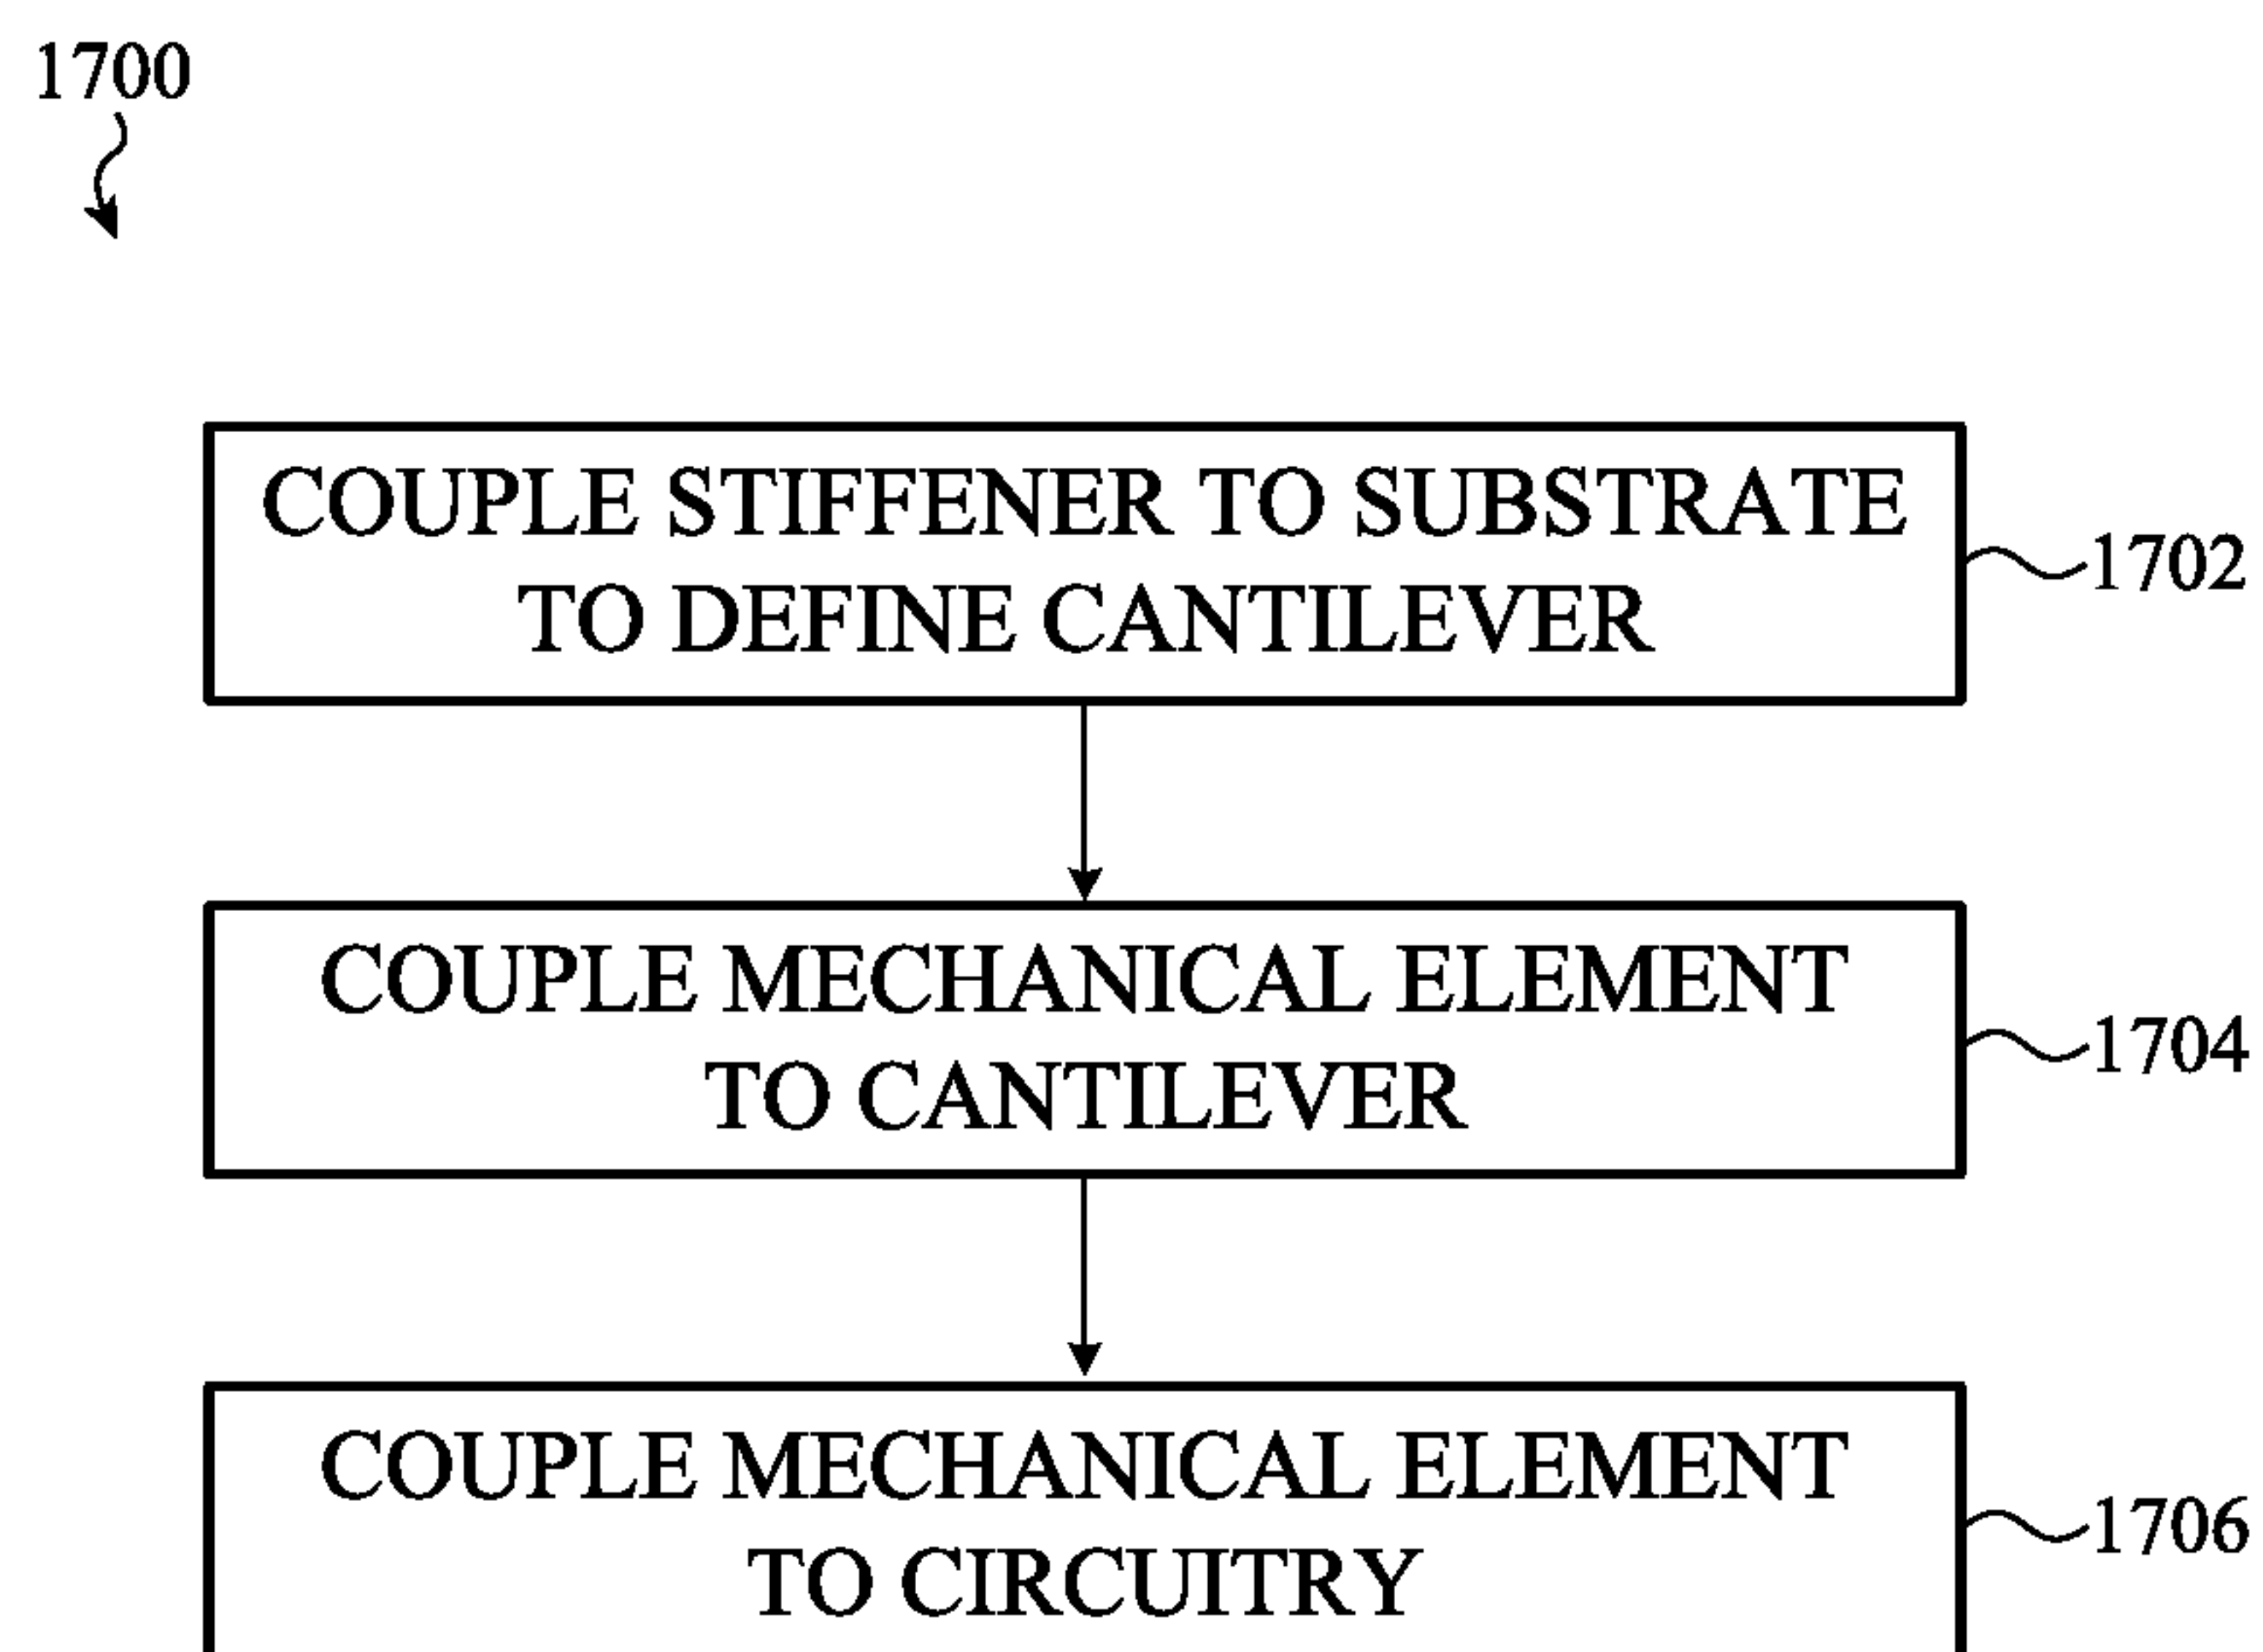 1700
COUPLE STIFFENER TO SUBSTRATE
TO DEFINE CANTILEVER
1702
COUPLE MECHANICAL ELEMENT
TO CANTILEVER
1704
COUPLE MECHANICAL ELEMENT
TO CIRCUITRY
1706